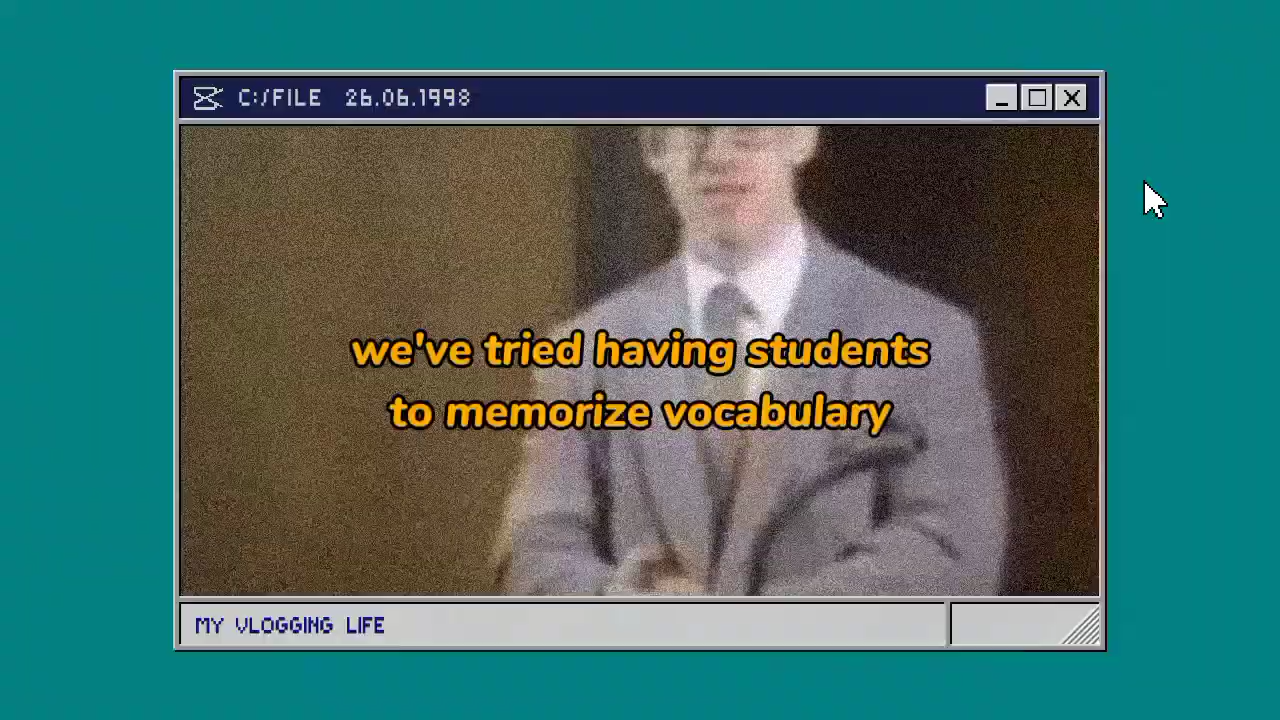 C:/FILE 26.06.1998
we've tried having students
to memorize vocabulary
MY VLOGGING LIFE